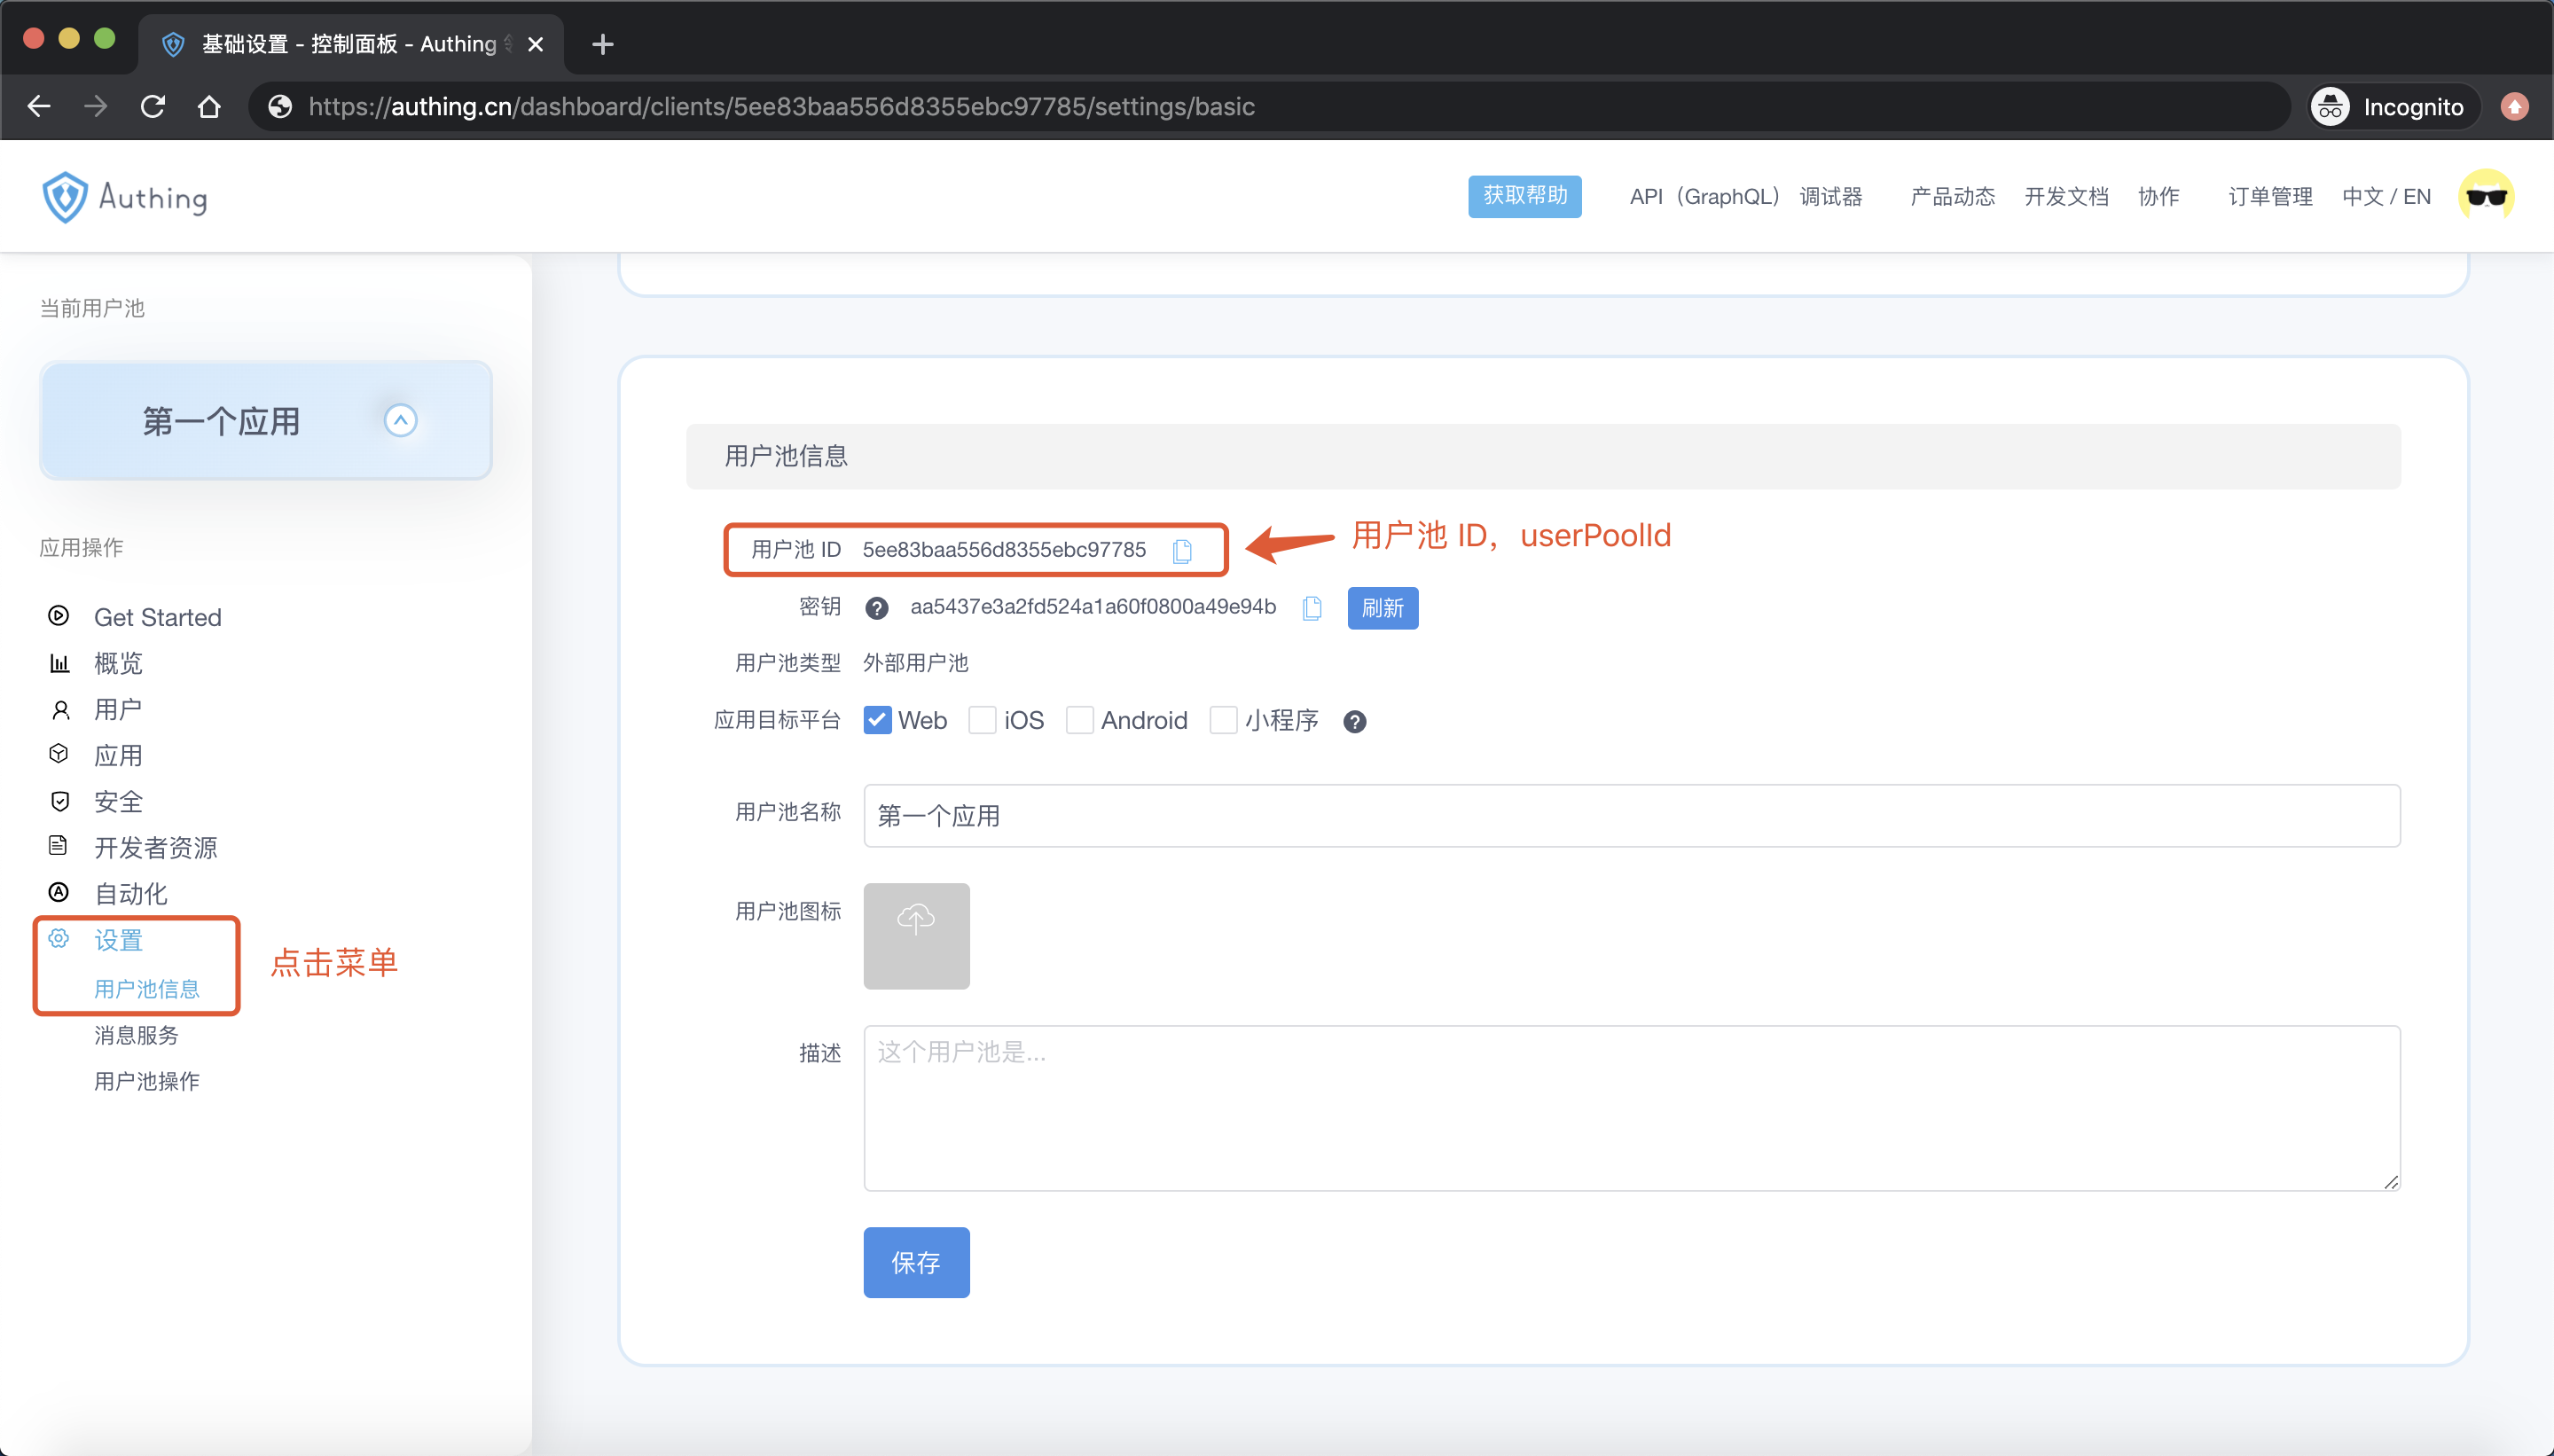 基础设置 - 控制面板 - Authing
https://authing.cn/dashboard/clients/5ee83baa556d8355ebc97785/settings/basic
Incognito
Authing
获取帮助
API（GraphQL）调试器
产品动态
开发文档
协作
订单管理
中文 / EN
当前用户池
第一个应用
应用操作
Get Started
概览
用户
应用
安全
开发者资源
自动化
设置
用户池信息
点击菜单
消息服务
用户池操作
用户池信息
用户池 ID 5ee83baa556d8355ebc97785
用户池 ID，userPoolId
密钥 ? aa5437e3a2fd524a1a60f0800a49e94b 刷新
用户池类型 外部用户池
应用目标平台 Web iOS Android 小程序 ?
用户池名称 第一个应用
用户池图标
描述 这个用户池是...
保存